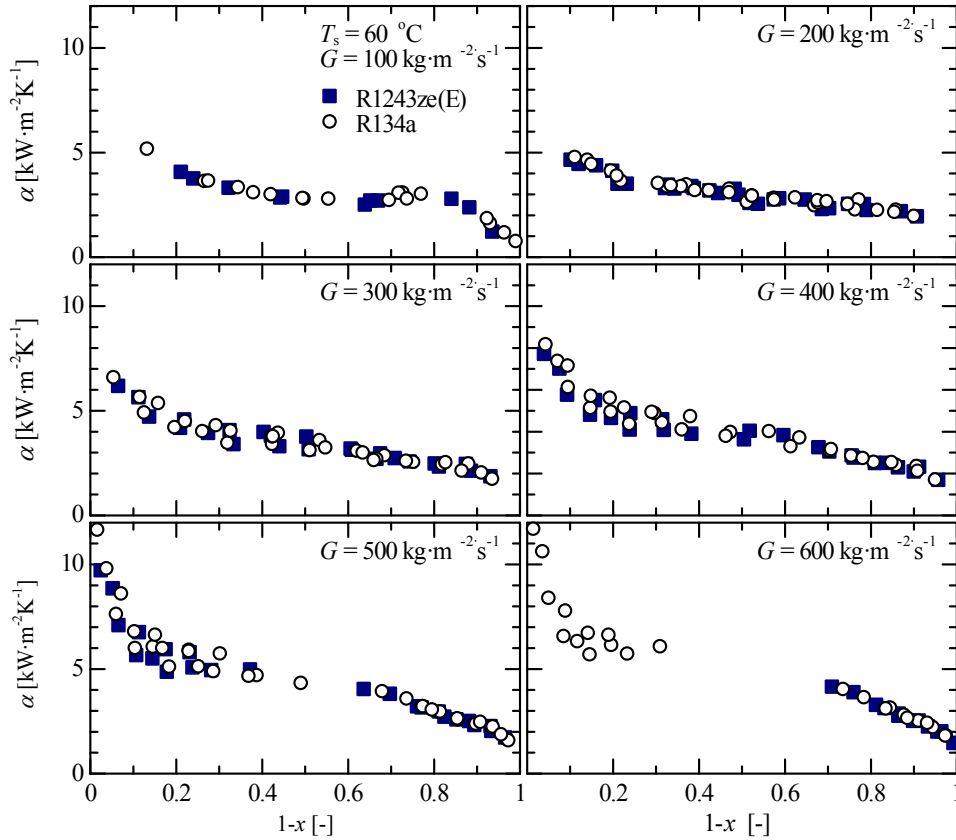 T_s = 60 °C
G = 100 kg·m⁻²·s⁻¹
R1243ze(E)
R134a
G = 200 kg·m⁻²·s⁻¹
α [kW·m⁻²K⁻¹]
10
5
0
G = 300 kg·m⁻²·s⁻¹
G = 400 kg·m⁻²·s⁻¹
α [kW·m⁻²K⁻¹]
10
5
0
G = 500 kg·m⁻²·s⁻¹
G = 600 kg·m⁻²·s⁻¹
α [kW·m⁻²K⁻¹]
10
5
0
0 0.2 0.4 0.6 0.8 1 0.2 0.4 0.6 0.8 1
1-x [-] 1-x [-]